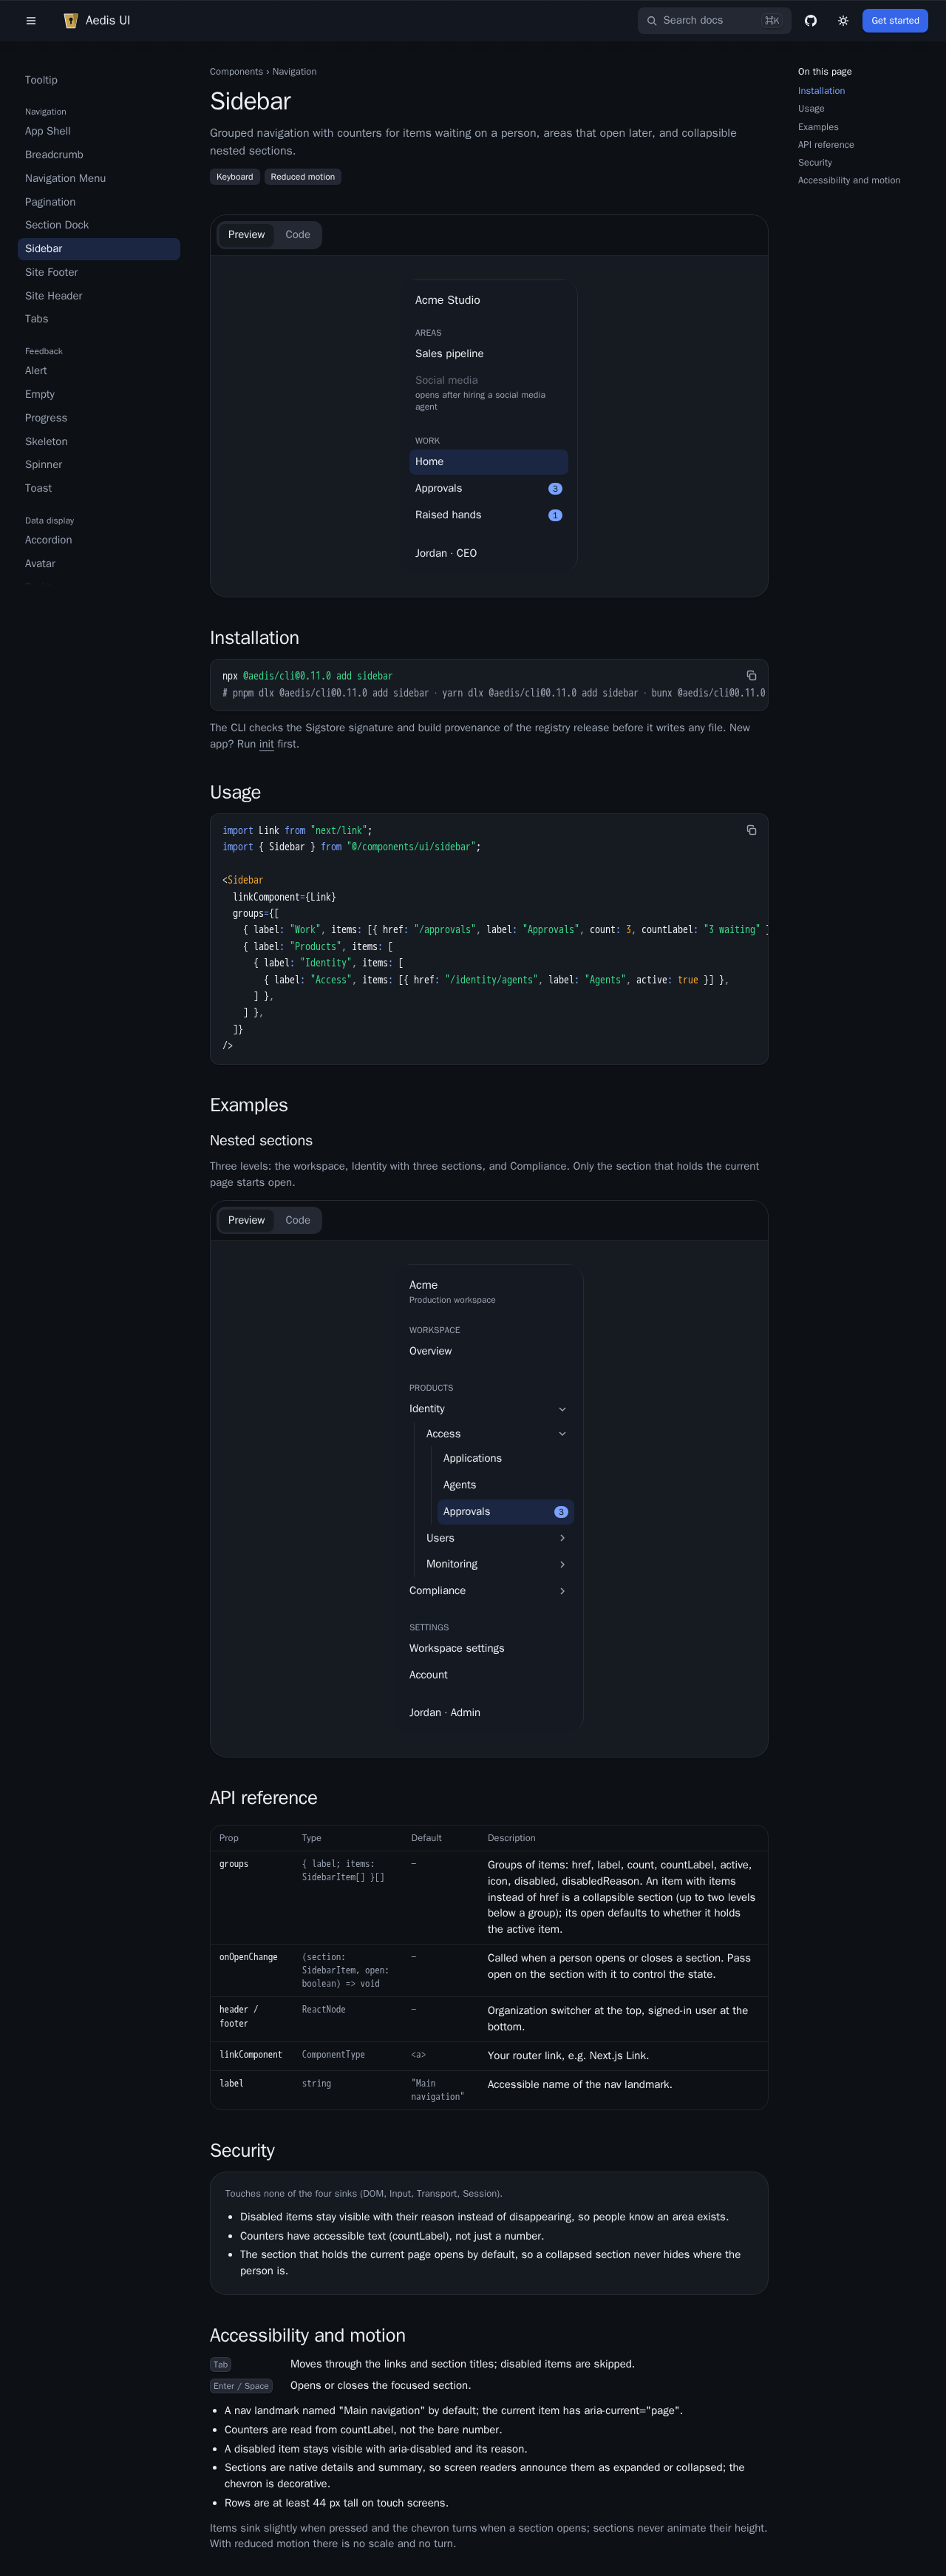 Aedis UI
Search docs
⌘K
Get started
Tooltip
Navigation
App Shell
Breadcrumb
Navigation Menu
Pagination
Section Dock
Sidebar
Site Footer
Site Header
Tabs
Feedback
Alert
Empty
Progress
Skeleton
Spinner
Toast
Data display
Accordion
Avatar
Components › Navigation
Sidebar
Grouped navigation with counters for items waiting on a person, areas that open later, and collapsible
nested sections.
Keyboard
Reduced motion
On this page
Installation
Usage
Examples
API reference
Security
Accessibility and motion
Preview
Code
Acme Studio
AREAS
Sales pipeline
Social media
opens after hiring a social media
agent
WORK
Home
Approvals 3
Raised hands 1
Jordan · CEO
Installation
npx @aedis/cli@0.11.0 add sidebar
# pnpm dlx @aedis/cli@0.11.0 add sidebar · yarn dlx @aedis/cli@0.11.0 add sidebar · bunx @aedis/cli@0.11.0
The CLI checks the Sigstore signature and build provenance of the registry release before it writes any file. New
app? Run init first.
Usage
import Link from "next/link";
import { Sidebar } from "@/components/ui/sidebar";
<Sidebar
linkComponent={Link}
groups={[
{ label: "Work", items: [{ href: "/approvals", label: "Approvals", count: 3, countLabel: "3 waiting" }
{ label: "Products", items: [
{ label: "Identity", items: [
{ label: "Access", items: [{ href: "/identity/agents", label: "Agents", active: true }] },
] },
] },
]}
/>
Examples
Nested sections
Three levels: the workspace, Identity with three sections, and Compliance. Only the section that holds the current
page starts open.
Preview
Code
Acme
Production workspace
WORKSPACE
Overview
PRODUCTS
Identity
Access
Applications
Agents
Approvals 3
Users
Monitoring
Compliance
SETTINGS
Workspace settings
Account
Jordan · Admin
API reference
Prop Type Default Description
groups
{ label; items:
SidebarItem[] }[]
—
Groups of items: href, label, count, countLabel, active,
icon, disabled, disabledReason. An item with items
instead of href is a collapsible section (up to two levels
below a group); its open defaults to whether it holds
the active item.
onOpenChange
(section:
SidebarItem, open:
boolean) => void
—
Called when a person opens or closes a section. Pass
open on the section with it to control the state.
header /
footer
ReactNode
—
Organization switcher at the top, signed-in user at the
bottom.
linkComponent
ComponentType
<a>
Your router link, e.g. Next.js Link.
label
string
"Main
navigation"
Accessible name of the nav landmark.
Security
Touches none of the four sinks (DOM, Input, Transport, Session).
• Disabled items stay visible with their reason instead of disappearing, so people know an area exists.
• Counters have accessible text (countLabel), not just a number.
• The section that holds the current page opens by default, so a collapsed section never hides where the
person is.
Accessibility and motion
Tab Moves through the links and section titles; disabled items are skipped.
Enter / Space Opens or closes the focused section.
• A nav landmark named "Main navigation" by default; the current item has aria-current="page".
• Counters are read from countLabel, not the bare number.
• A disabled item stays visible with aria-disabled and its reason.
• Sections are native details and summary, so screen readers announce them as expanded or collapsed; the
chevron is decorative.
• Rows are at least 44 px tall on touch screens.
Items sink slightly when pressed and the chevron turns when a section opens; sections never animate their height.
With reduced motion there is no scale and no turn.